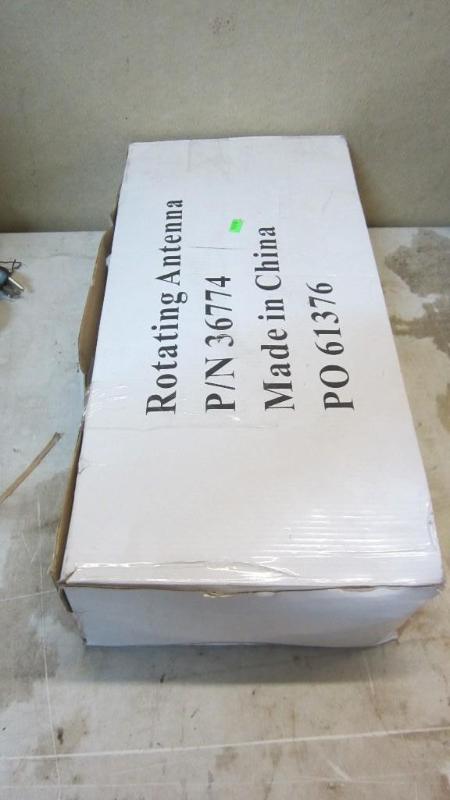 Rotating Antenna
P/N 36774
Made in China
PO 61376